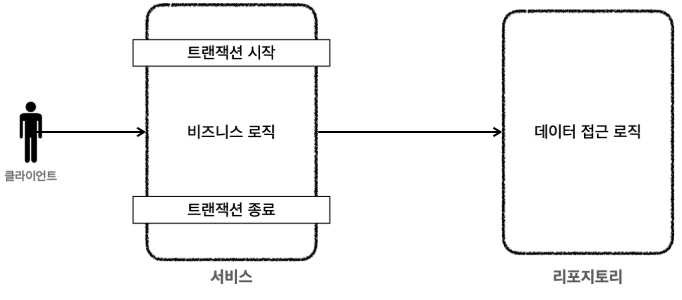 트랜잭션 시작
비즈니스 로직
데이터 접근 로직
클라이언트
트랜잭션 종료
서비스
리포지토리